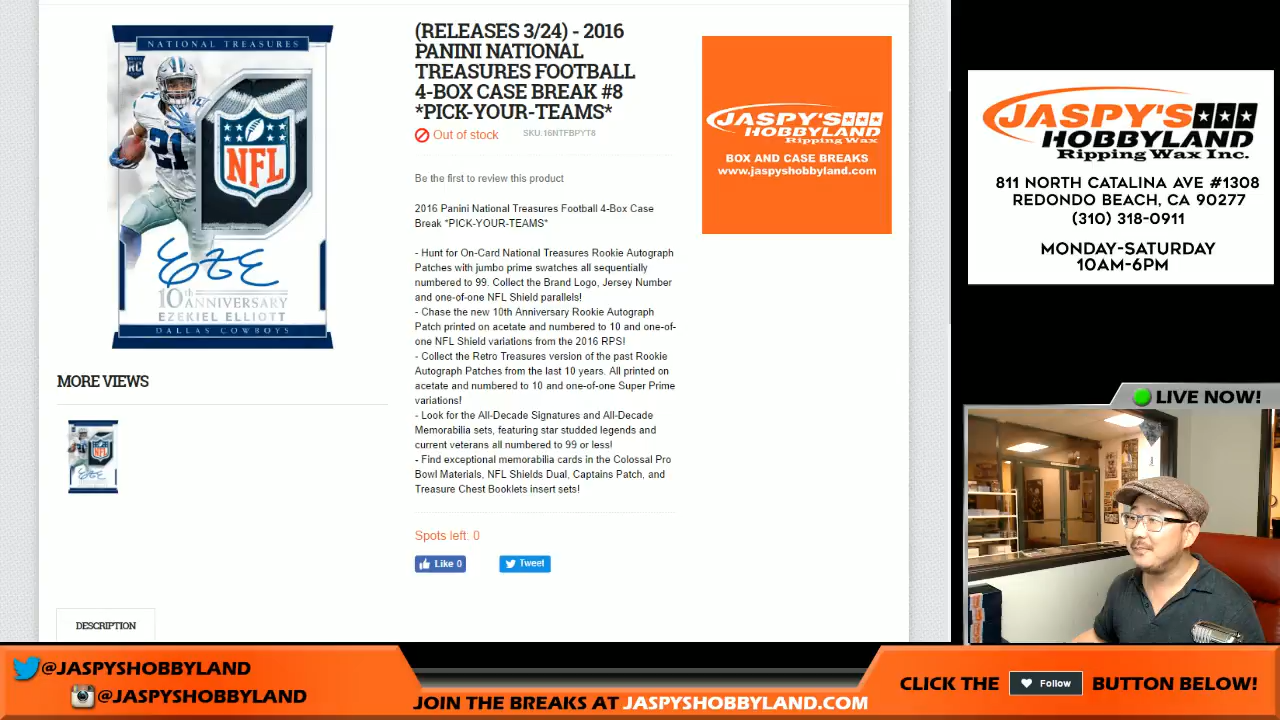 NATIONAL TREASURES
RC
21
NFL
10th ANNIVERSARY
EZEKIEL ELLIOTT
DALLAS COWBOYS
MORE VIEWS
(RELEASES 3/24) - 2016
PANINI NATIONAL
TREASURES FOOTBALL
4-BOX CASE BREAK #8
*PICK-YOUR-TEAMS*
Out of stock
SKU:16NTFBPYT8
Be the first to review this product
2016 Panini National Treasures Football 4-Box Case
Break *PICK-YOUR-TEAMS*
- Hunt for On-Card National Treasures Rookie Autograph
Patches with jumbo prime swatches all sequentially
numbered to 99. Collect the Brand Logo, Jersey Number
and one-of-one NFL Shield parallels!
- Chase the new 10th Anniversary Rookie Autograph
Patch printed on acetate and numbered to 10 and one-of-
one NFL Shield variations from the 2016 RPS!
- Collect the Retro Treasures version of the past Rookie
Autograph Patches from the last 10 years. All printed on
acetate and numbered to 10 and one-of-one Super Prime
variations!
- Look for the All-Decade Signatures and All-Decade
Memorabilia sets, featuring star studded legends and
current veterans all numbered to 99 or less!
- Find exceptional memorabilia cards in the Colossal Pro
Bowl Materials, NFL Shields Dual, Captains Patch, and
Treasure Chest Booklets insert sets!
Spots left: 0
Like 0
Tweet
DESCRIPTION
JASPY'S
HOBBYLAND
Ripping Wax
BOX AND CASE BREAKS
www.jaspyshobbyland.com
JASPY'S
HOBBYLAND
Ripping Wax Inc.
811 NORTH CATALINA AVE #1308
REDONDO BEACH, CA 90277
(310) 318-0911
MONDAY-SATURDAY
10AM-6PM
LIVE NOW!
@JASPYSHOBBYLAND
@JASPYSHOBBYLAND
JOIN THE BREAKS AT JASPYSHOBBYLAND.COM
CLICK THE Follow BUTTON BELOW!